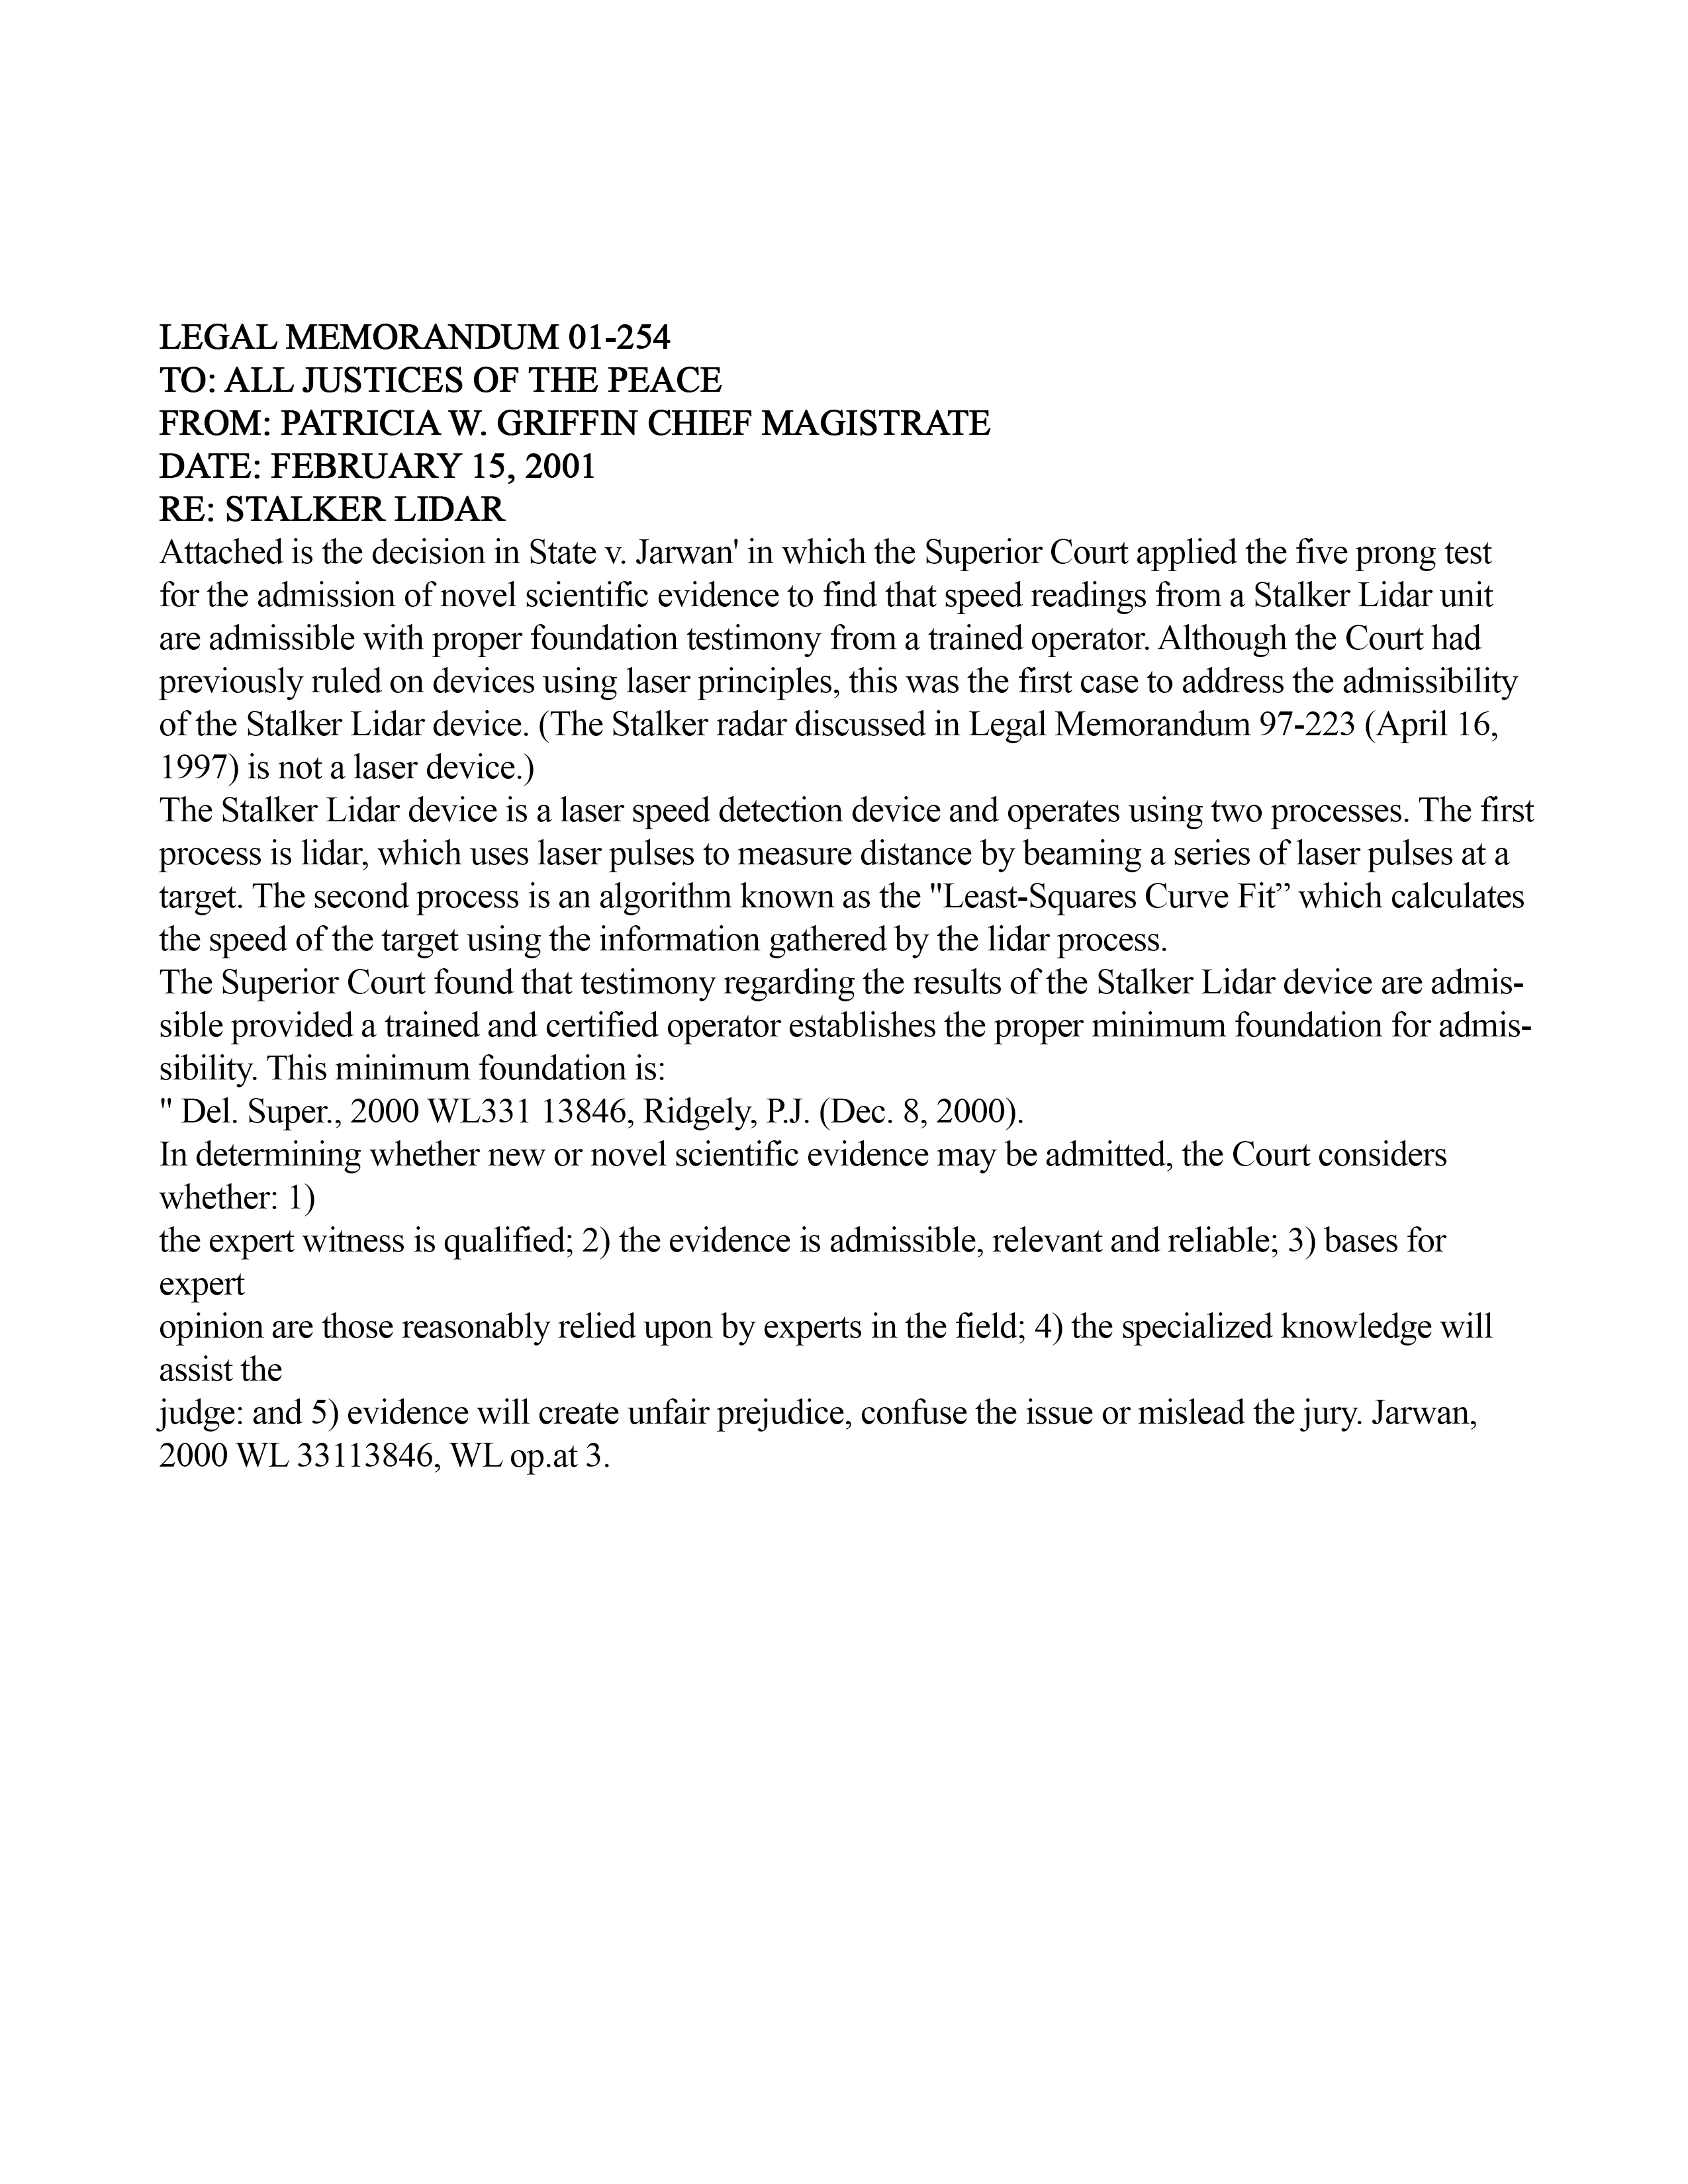 LEGAL MEMORANDUM 01-254
TO: ALL JUSTICES OF THE PEACE
FROM: PATRICIA W. GRIFFIN CHIEF MAGISTRATE
DATE: FEBRUARY 15, 2001
RE: STALKER LIDAR
Attached is the decision in State v. Jarwan' in which the Superior Court applied the five prong test
for the admission of novel scientific evidence to find that speed readings from a Stalker Lidar unit
are admissible with proper foundation testimony from a trained operator. Although the Court had
previously ruled on devices using laser principles, this was the first case to address the admissibility
of the Stalker Lidar device. (The Stalker radar discussed in Legal Memorandum 97-223 (April 16,
1997) is not a laser device.)
The Stalker Lidar device is a laser speed detection device and operates using two processes. The first
process is lidar, which uses laser pulses to measure distance by beaming a series of laser pulses at a
target. The second process is an algorithm known as the "Least-Squares Curve Fit” which calculates
the speed of the target using the information gathered by the lidar process.
The Superior Court found that testimony regarding the results of the Stalker Lidar device are admis-
sible provided a trained and certified operator establishes the proper minimum foundation for admis-
sibility. This minimum foundation is:
" Del. Super., 2000 WL331 13846, Ridgely, P.J. (Dec. 8, 2000).
In determining whether new or novel scientific evidence may be admitted, the Court considers
whether: 1)
the expert witness is qualified; 2) the evidence is admissible, relevant and reliable; 3) bases for
expert
opinion are those reasonably relied upon by experts in the field; 4) the specialized knowledge will
assist the
judge: and 5) evidence will create unfair prejudice, confuse the issue or mislead the jury. Jarwan,
2000 WL 33113846, WL op.at 3.